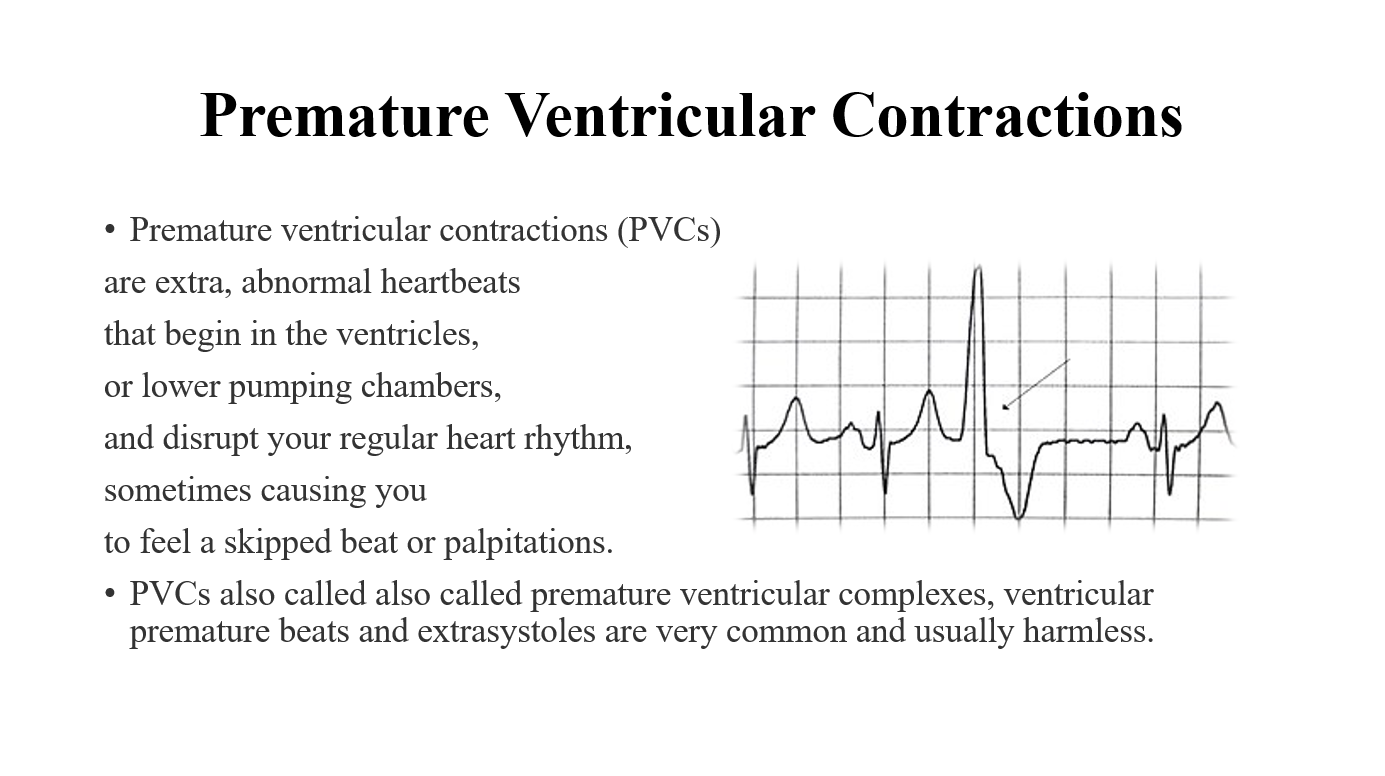 Premature Ventricular Contractions
• Premature ventricular contractions (PVCs)
are extra, abnormal heartbeats
that begin in the ventricles,
or lower pumping chambers,
and disrupt your regular heart rhythm,
sometimes causing you
to feel a skipped beat or palpitations.
• PVCs also called also called premature ventricular complexes, ventricular
premature beats and extrasystoles are very common and usually harmless.